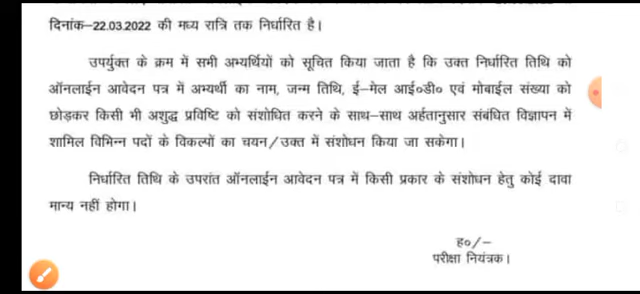 दिनांक–22.03.2022 की मध्य रात्रि तक निर्धारित है।
उपर्युक्त के क्रम में सभी अभ्यर्थियों को सूचित किया जाता है कि उक्त निर्धारित तिथि को
ऑनलाईन आवेदन पत्र में अभ्यर्थी का नाम, जन्म तिथि, ई–मेल आई०डी० एवं मोबाईल संख्या को
छोड़कर किसी भी अशुद्ध प्रविष्टि को संशोधित करने के साथ–साथ अर्हतानुसार संबंधित विज्ञापन में
शामिल विभिन्न पदों के विकल्पों का चयन/उक्त में संशोधन किया जा सकेगा।
निर्धारित तिथि के उपरांत ऑनलाईन आवेदन पत्र में किसी प्रकार के संशोधन हेतु कोई दावा
मान्य नहीं होगा।
ह०/–
परीक्षा नियंत्रक।